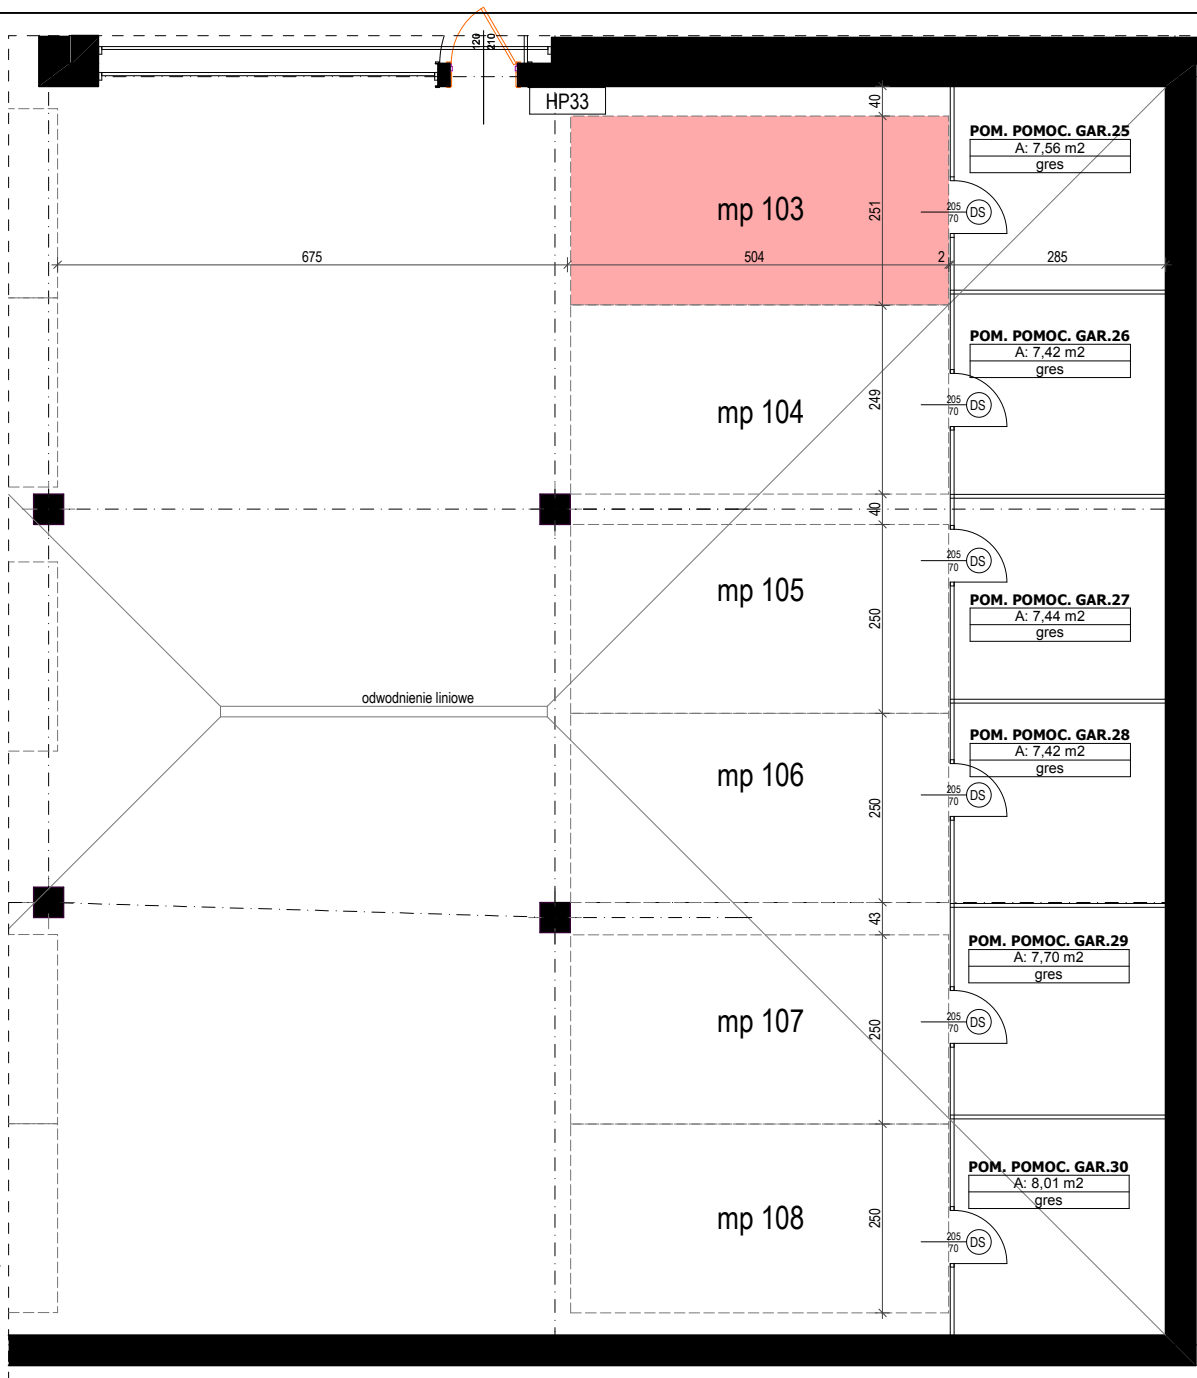 120
210
HP33
40
POM. POMOC. GAR.25
A: 7,56 m2
gres
mp 103
251
205
70
DS
675
504
2
285
POM. POMOC. GAR.26
A: 7,42 m2
gres
mp 104
249
205
70
DS
40
205
70
DS
mp 105
250
POM. POMOC. GAR.27
A: 7,44 m2
gres
odwodnienie liniowe
POM. POMOC. GAR.28
A: 7,42 m2
gres
mp 106
250
205
70
DS
43
POM. POMOC. GAR.29
A: 7,70 m2
gres
mp 107
250
205
70
DS
POM. POMOC. GAR.30
A: 8,01 m2
gres
mp 108
250
205
70
DS